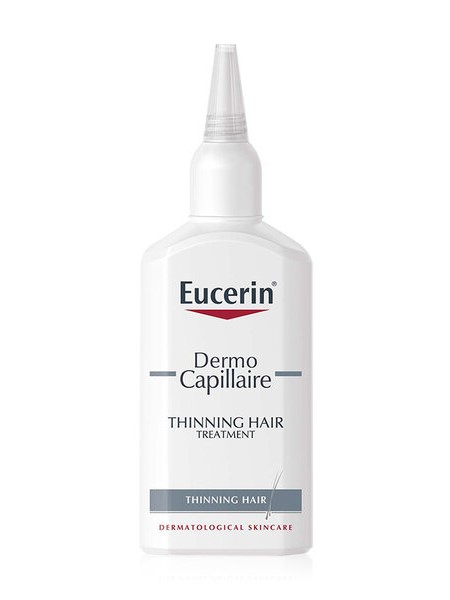 Eucerin®
Dermo
Capillaire
THINNING HAIR
TREATMENT
THINNING HAIR
DERMATOLOGICAL SKINCARE